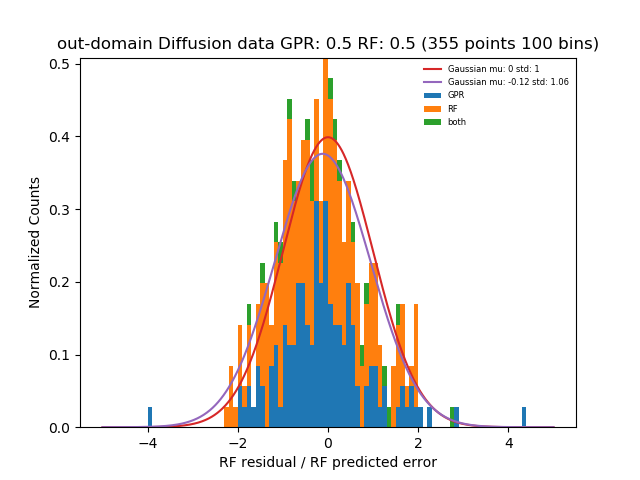 out-domain Diffusion data GPR: 0.5 RF: 0.5 (355 points 100 bins)
Gaussian mu: 0 std: 1
Gaussian mu: -0.12 std: 1.06
GPR
RF
both
Normalized Counts
0.5
0.4
0.3
0.2
0.1
0.0
−4 −2 0 2 4
RF residual / RF predicted error